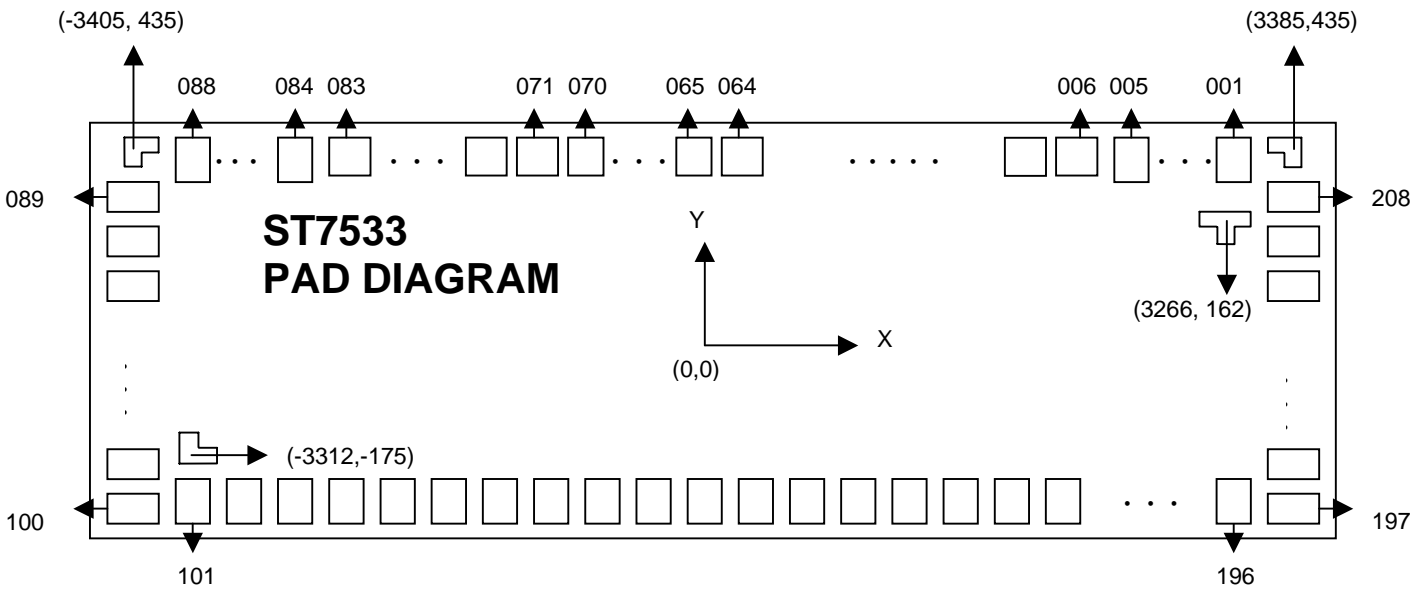 (-3405, 435) (3385,435)
088 084 083 071 070 065 064 006 005 001
089 208
ST7533
PAD DIAGRAM
Y
(3266, 162)
X
(0,0)
(-3312,-175)
100 197
101 196